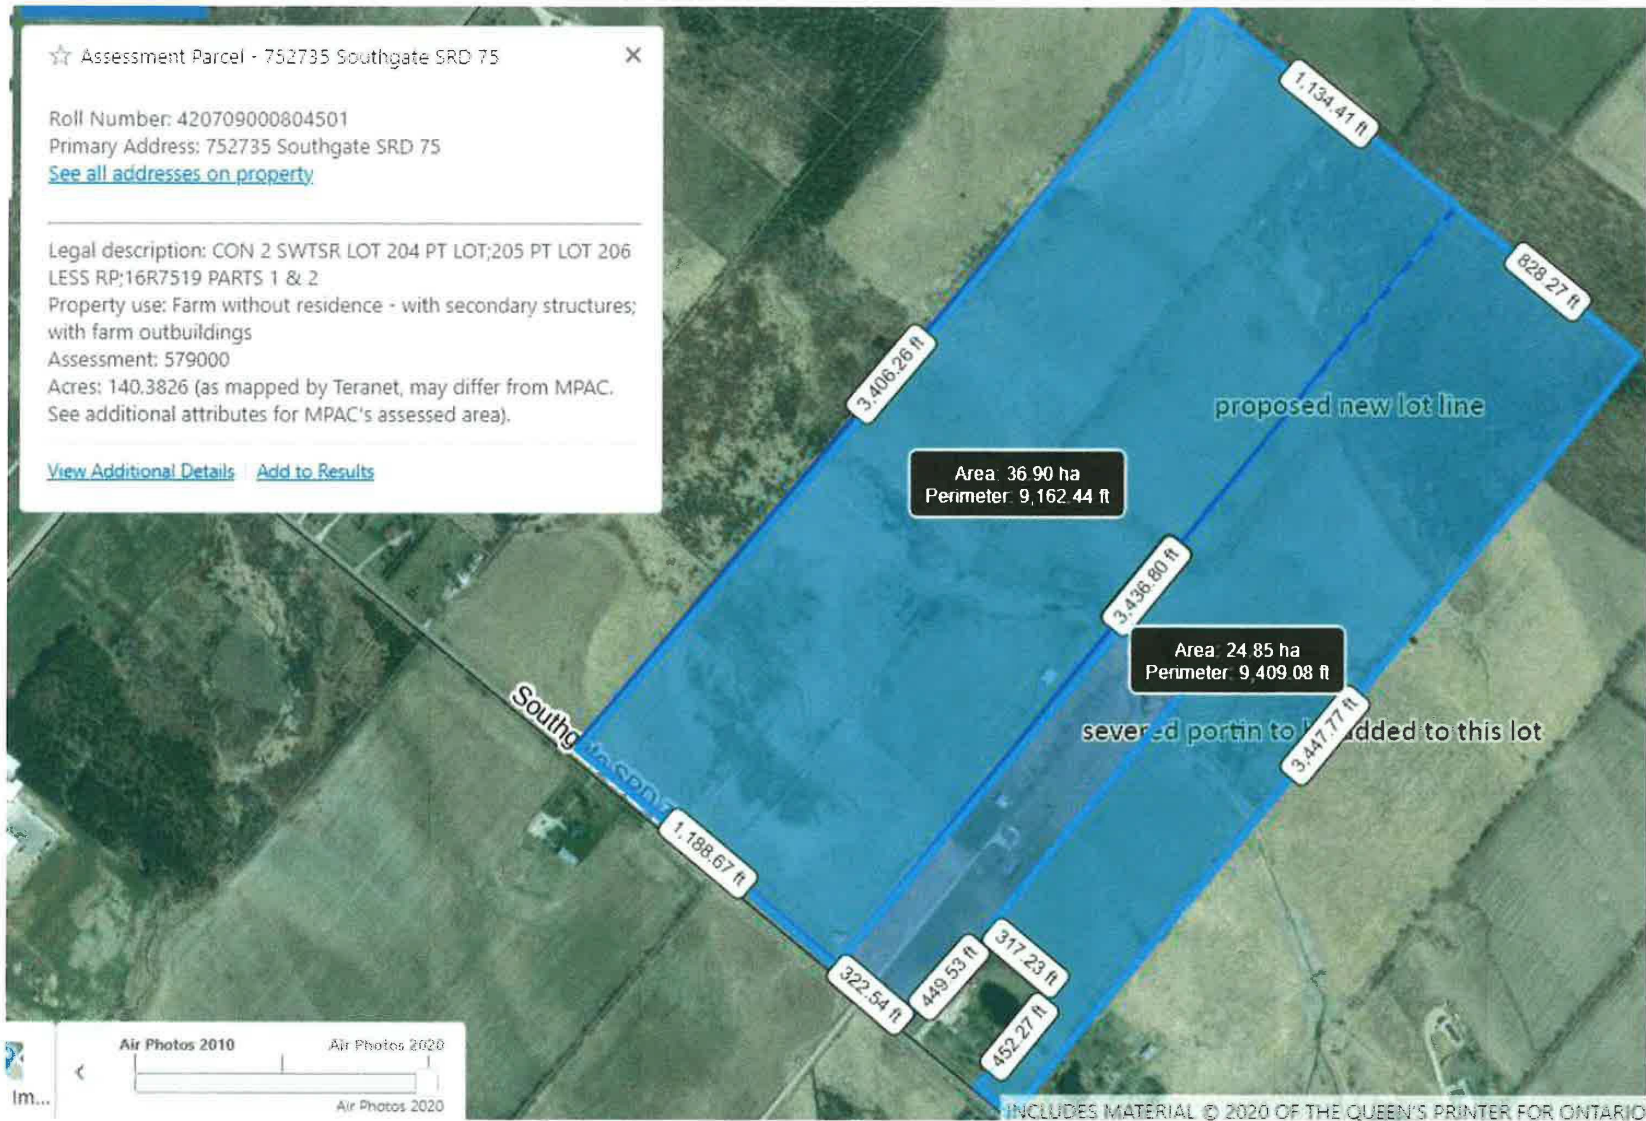 ☆ Assessment Parcel - 752735 Southgate SRD 75 ×
Roll Number: 420709000804501
Primary Address: 752735 Southgate SRD 75
See all addresses on property
Legal description: CON 2 SWTSR LOT 204 PT LOT;205 PT LOT 206
LESS RP;16R7519 PARTS 1 & 2
Property use: Farm without residence - with secondary structures;
with farm outbuildings
Assessment: 579000
Acres: 140.3826 (as mapped by Teranet, may differ from MPAC.
See additional attributes for MPAC's assessed area).
View Additional Details | Add to Results
1,134.41 ft
828.27 ft
3,406.26 ft
proposed new lot line
Area: 36.90 ha
Perimeter: 9,162.44 ft
3,436.80 ft
Area: 24.85 ha
Perimeter: 9,409.08 ft
severed portin to added to this lot
3,447.77 ft
Southgate SRD
1,188.67 ft
322.54 ft
449.53 ft
317.23 ft
452.27 ft
Im...
Air Photos 2010
Air Photos 2020
Air Photos 2020
INCLUDES MATERIAL © 2020 OF THE QUEEN'S PRINTER FOR ONTARIO